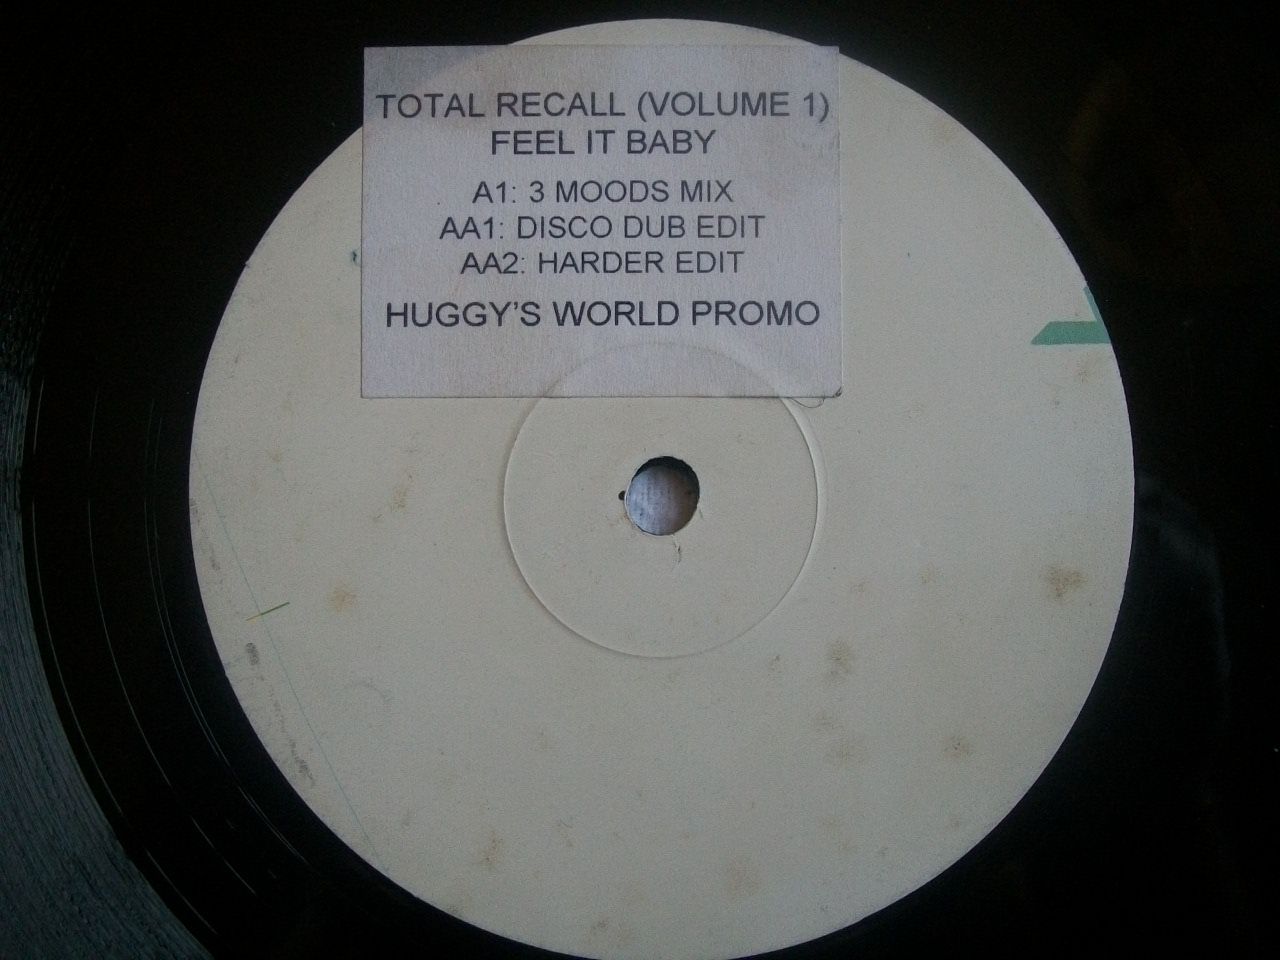 TOTAL RECALL (VOLUME 1)
FEEL IT BABY
A1: 3 MOODS MIX
AA1: DISCO DUB EDIT
AA2: HARDER EDIT
HUGGY'S WORLD PROMO